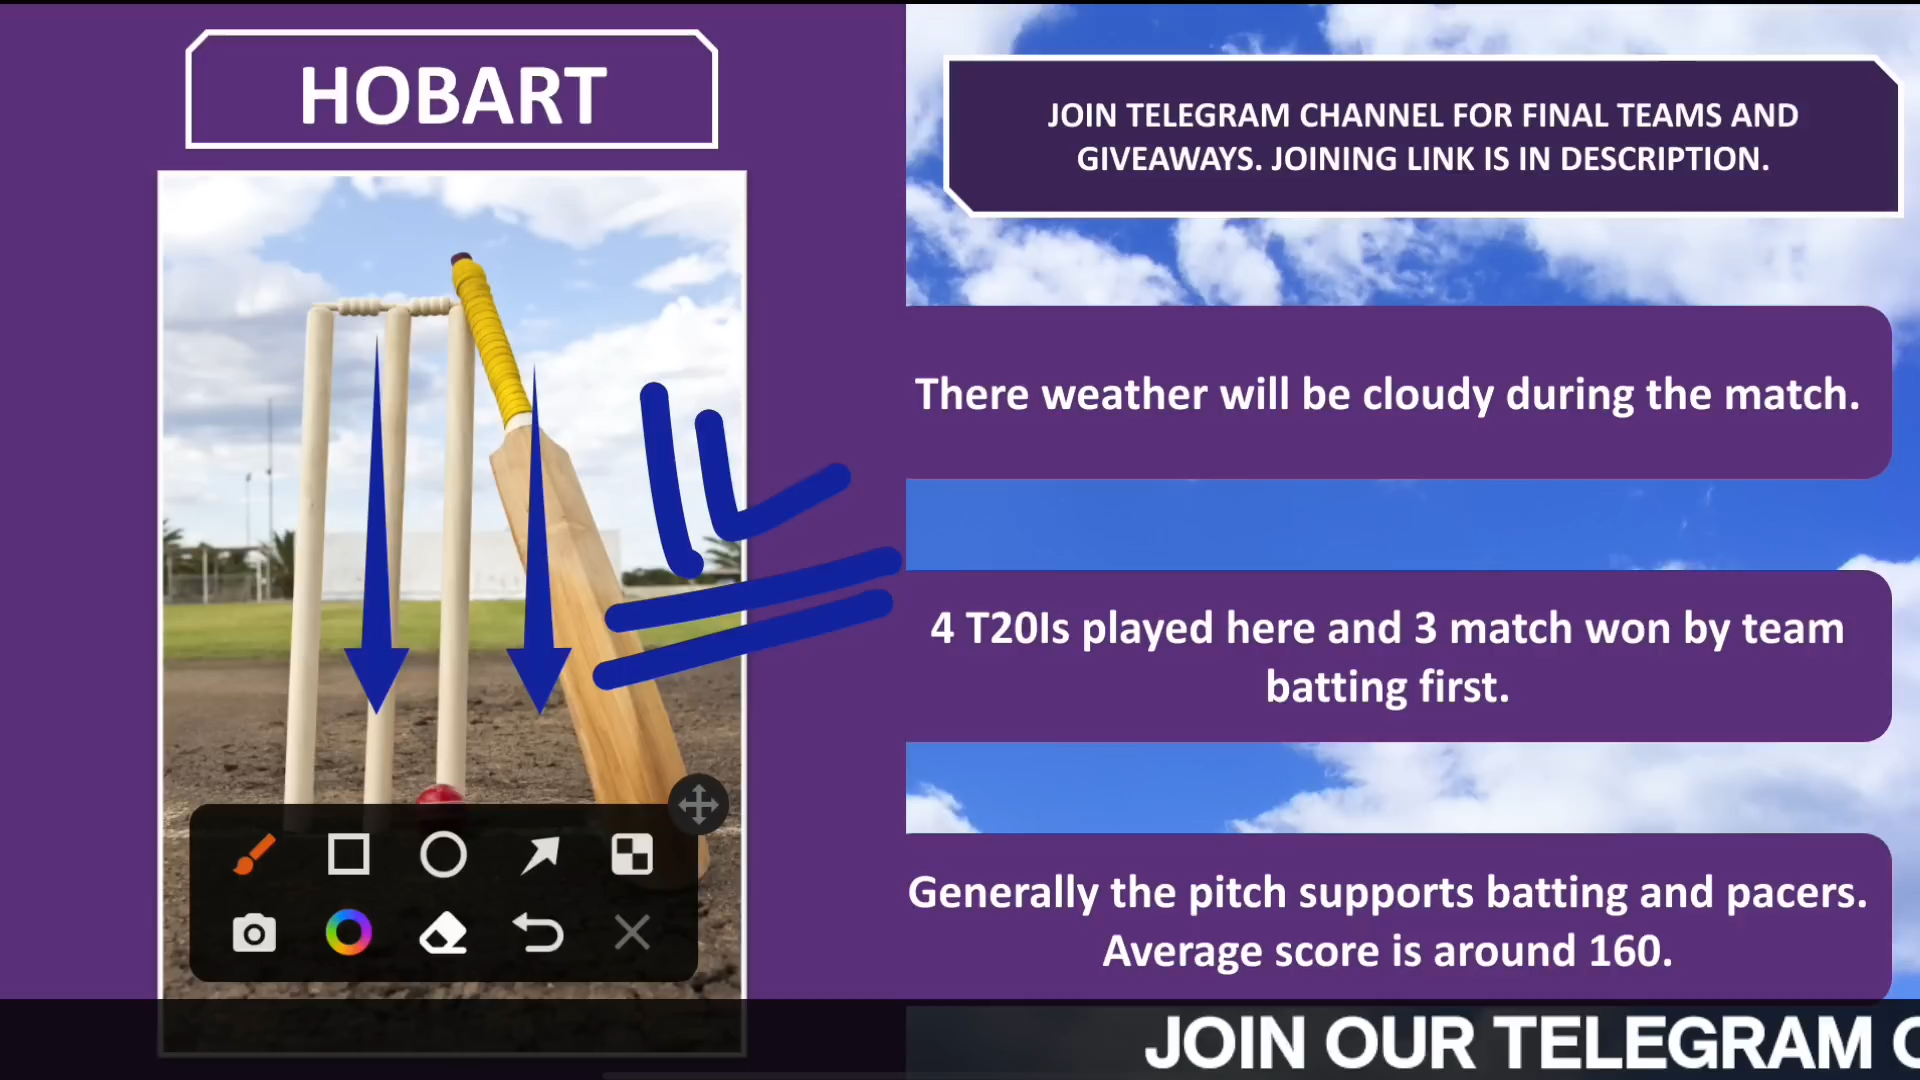 HOBART
JOIN TELEGRAM CHANNEL FOR FINAL TEAMS AND
GIVEAWAYS. JOINING LINK IS IN DESCRIPTION.
There weather will be cloudy during the match.
4 T20Is played here and 3 match won by team
batting first.
Generally the pitch supports batting and pacers.
Average score is around 160.
JOIN OUR TELEGRAM